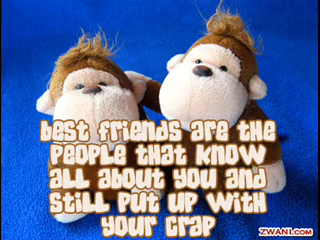 Best friends are the
people that know
all about you and
still put up with
your crap
ZWANI.COM